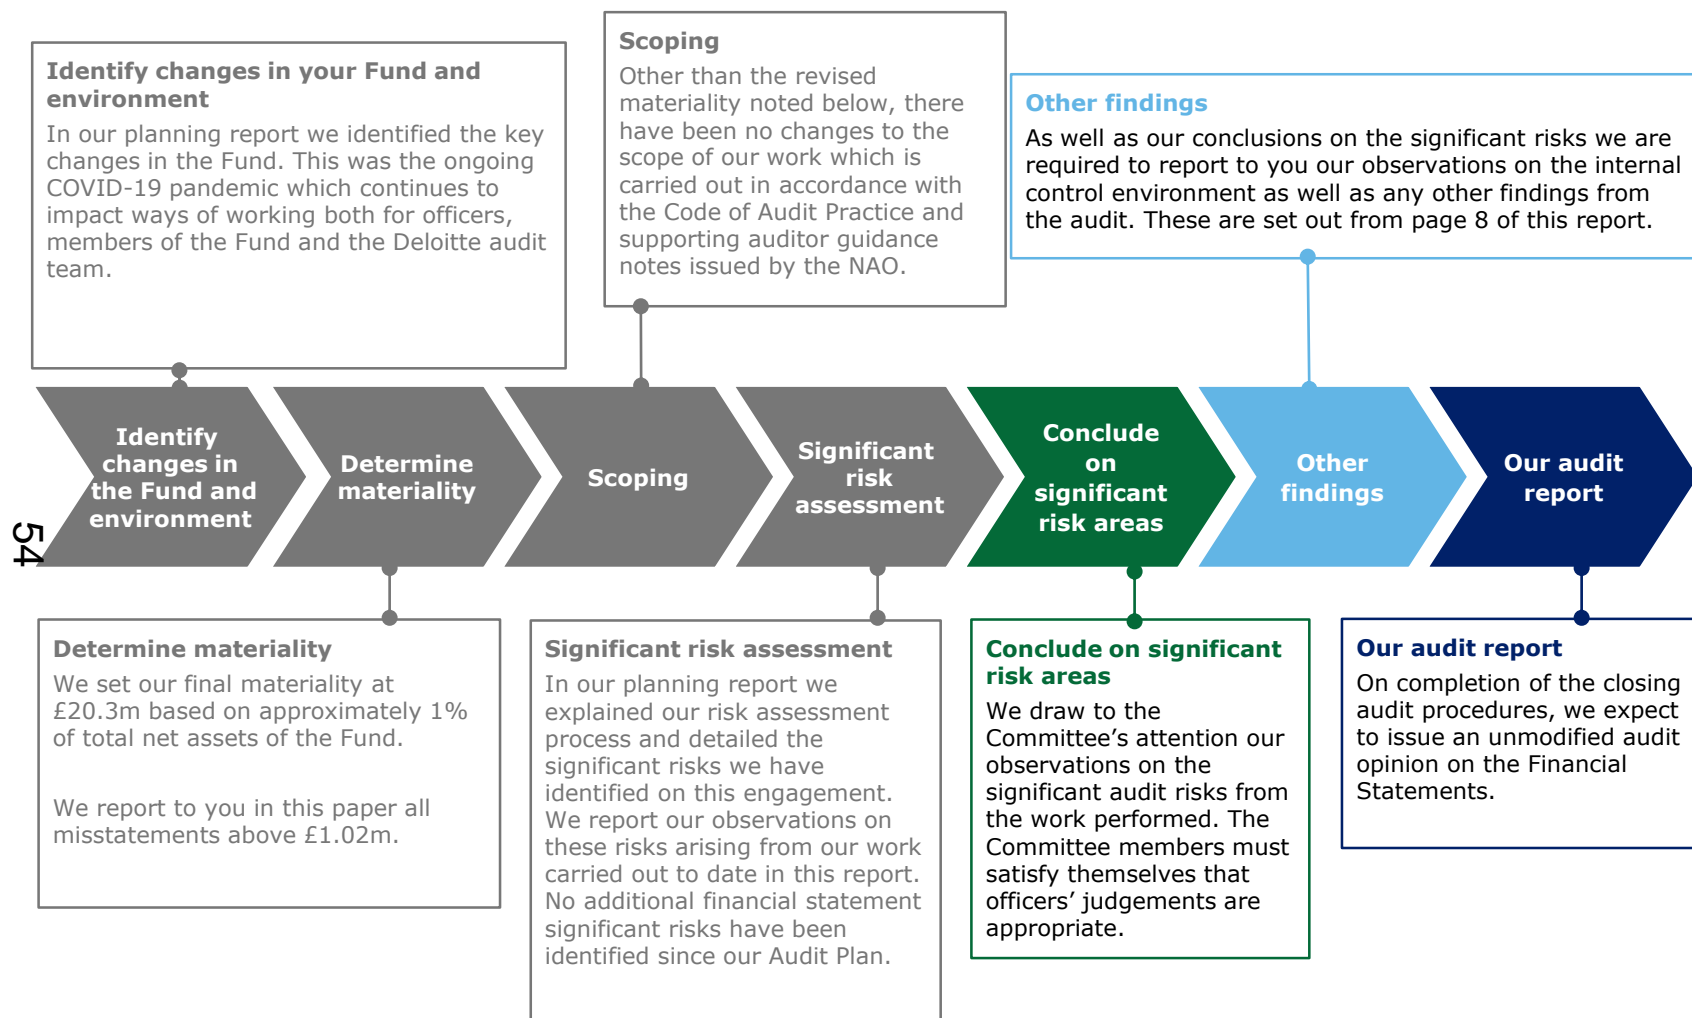 Identify changes in your Fund and
environment
In our planning report we identified the key
changes in the Fund. This was the ongoing
COVID-19 pandemic which continues to
impact ways of working both for officers,
members of the Fund and the Deloitte audit
team.
Scoping
Other than the revised
materiality noted below, there
have been no changes to the
scope of our work which is
carried out in accordance with
the Code of Audit Practice and
supporting auditor guidance
notes issued by the NAO.
Other findings
As well as our conclusions on the significant risks we are
required to report to you our observations on the internal
control environment as well as any other findings from
the audit. These are set out from page 8 of this report.
Identify
changes in
the Fund and
environment
Determine
materiality
Scoping
Significant
risk
assessment
Conclude
on
significant
risk areas
Other
findings
Our audit
report
54
Determine materiality
We set our final materiality at
£20.3m based on approximately 1%
of total net assets of the Fund.
We report to you in this paper all
misstatements above £1.02m.
Significant risk assessment
In our planning report we
explained our risk assessment
process and detailed the
significant risks we have
identified on this engagement.
We report our observations on
these risks arising from our work
carried out to date in this report.
No additional financial statement
significant risks have been
identified since our Audit Plan.
Conclude on significant
risk areas
We draw to the
Committee’s attention our
observations on the
significant audit risks from
the work performed. The
Committee members must
satisfy themselves that
officers’ judgements are
appropriate.
Our audit report
On completion of the closing
audit procedures, we expect
to issue an unmodified audit
opinion on the Financial
Statements.